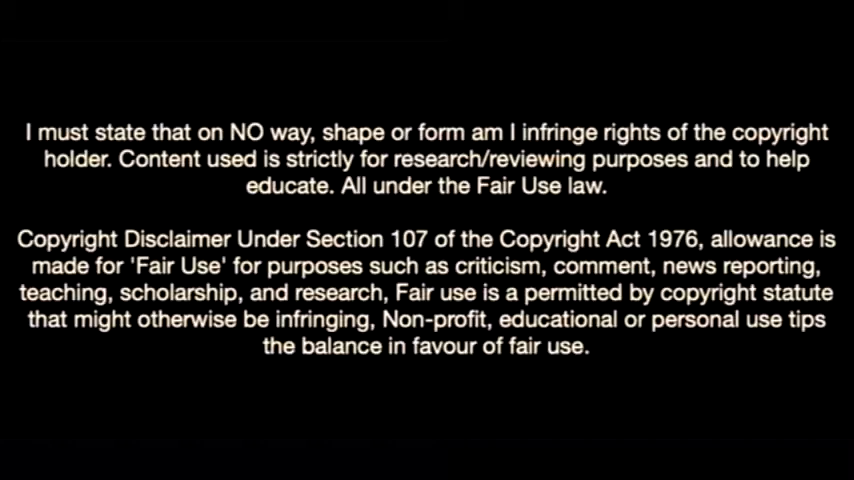 I must state that on NO way, shape or form am I infringe rights of the copyright
holder. Content used is strictly for research/reviewing purposes and to help
educate. All under the Fair Use law.
Copyright Disclaimer Under Section 107 of the Copyright Act 1976, allowance is
made for 'Fair Use' for purposes such as criticism, comment, news reporting,
teaching, scholarship, and research, Fair use is a permitted by copyright statute
that might otherwise be infringing, Non-profit, educational or personal use tips
the balance in favour of fair use.